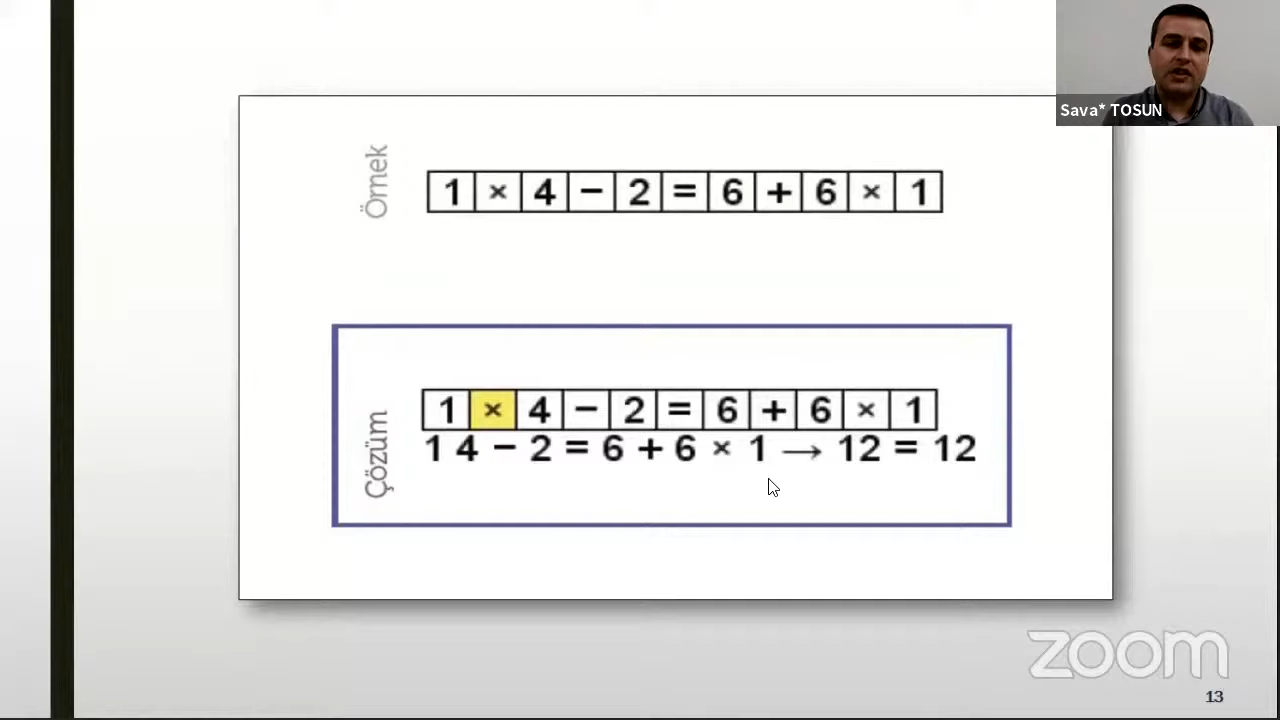 Sava* TOSUN
Örnek
1 × 4 − 2 = 6 + 6 × 1
Çözüm
1 × 4 − 2 = 6 + 6 × 1
1 4 − 2 = 6 + 6 × 1 → 12 = 12
zoom
13